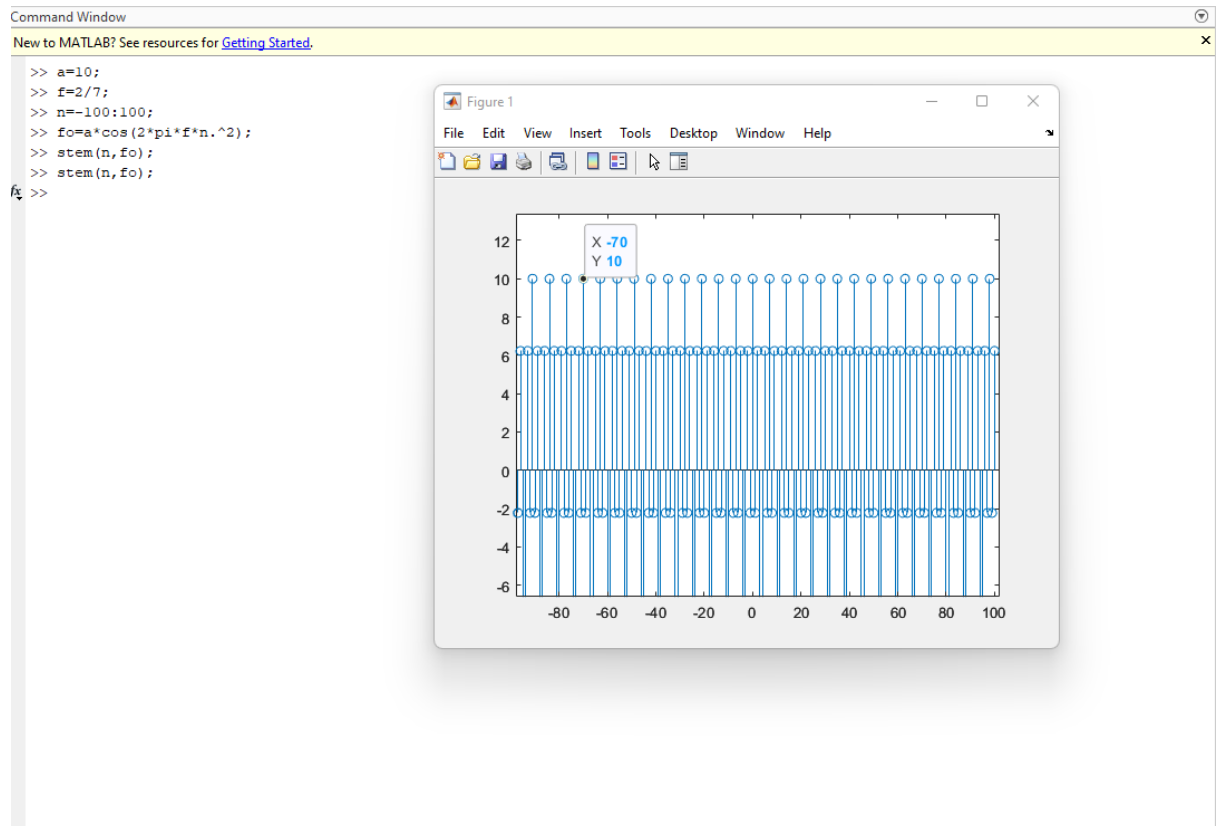 Command Window
New to MATLAB? See resources for Getting Started.
>> a=10;
>> f=2/7;
>> n=-100:100;
>> fo=a*cos(2*pi*f*n.^2);
>> stem(n,fo);
>> stem(n,fo);
fx >>
Figure 1
File Edit View Insert Tools Desktop Window Help
X -70
Y 10
12
10
8
6
4
2
0
-2
-4
-6
-80 -60 -40 -20 0 20 40 60 80 100